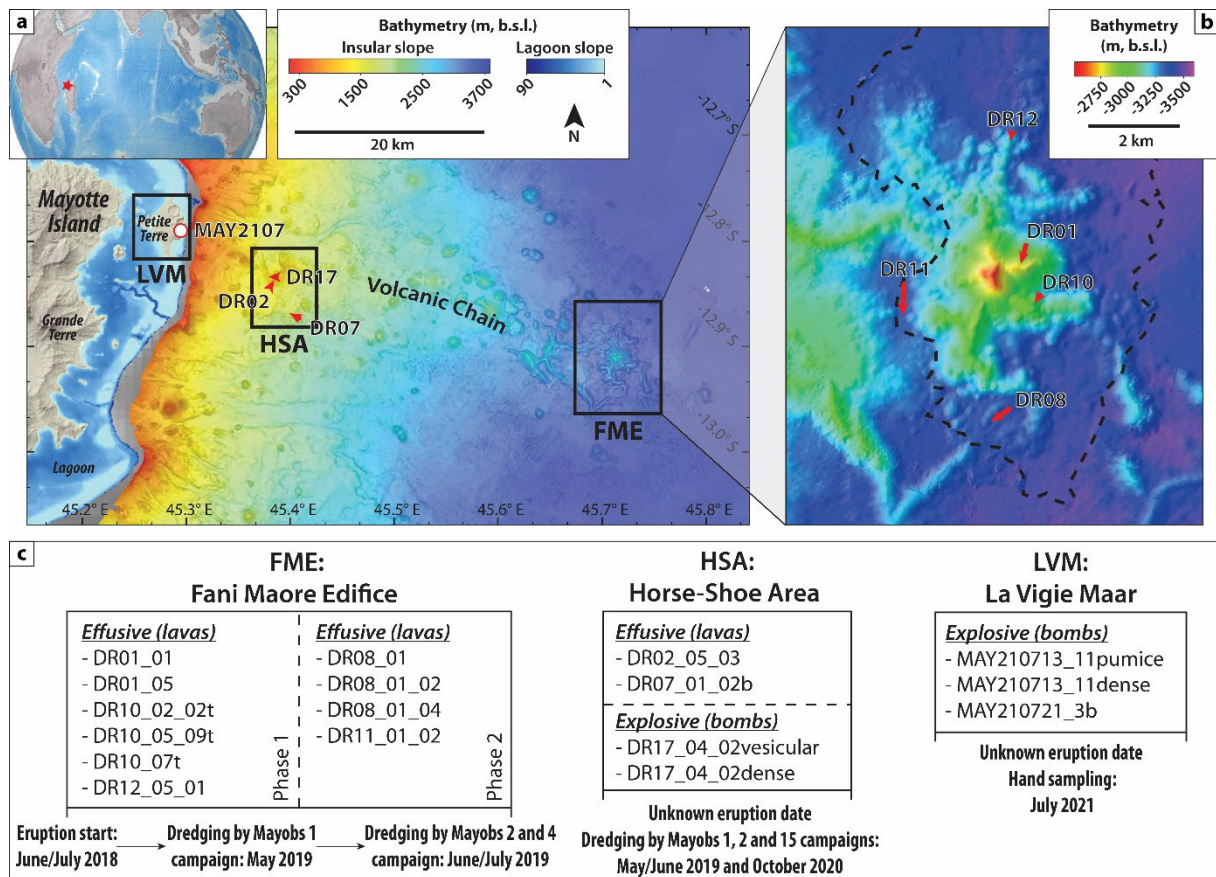 a
Bathymetry (m, b.s.l.)
Insular slope
Lagoon slope
300
1500
2500
3700
90
1
20 km
N
Mayotte
Island
Petite
Terre
MAY2107
LVM
DR17
DR02
DR07
HSA
Grande
Terre
Lagoon
Volcanic Chain
FME
-12.7° S
-12.8° S
-12.9° S
-13.0° S
45.2° E
45.3° E
45.4° E
45.5° E
45.6° E
45.7° E
45.8° E
b
Bathymetry
(m, b.s.l.)
-2750
-3000
-3250
-3500
2 km
DR12
DR01
DR11
DR10
DR08
c
FME:
Fani Maore Edifice
Effusive (lavas)
- DR01_01
- DR01_05
- DR10_02_02t
- DR10_05_09t
- DR10_07t
- DR12_05_01
Phase 1
Effusive (lavas)
- DR08_01
- DR08_01_02
- DR08_01_04
- DR11_01_02
Phase 2
Eruption start:
June/July 2018
Dredging by Mayobs 1
campaign: May 2019
Dredging by Mayobs 2 and 4
campaign: June/July 2019
HSA:
Horse-Shoe Area
Effusive (lavas)
- DR02_05_03
- DR07_01_02b
Explosive (bombs)
- DR17_04_02vesicular
- DR17_04_02dense
Unknown eruption date
Dredging by Mayobs 1, 2 and 15 campaigns:
May/June 2019 and October 2020
LVM:
La Vigie Maar
Explosive (bombs)
- MAY210713_11pumice
- MAY210713_11dense
- MAY210721_3b
Unknown eruption date
Hand sampling:
July 2021